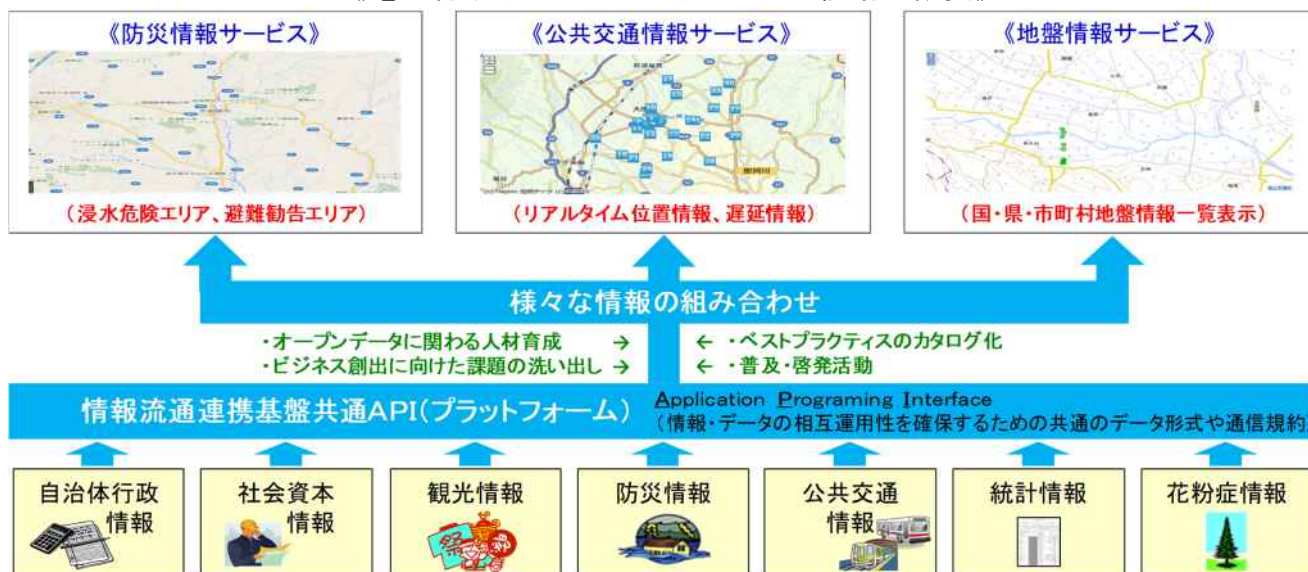 《防災情報サービス》
《公共交通情報サービス》
《地盤情報サービス》
(浸水危険エリア、避難勧告エリア)
(リアルタイム位置情報、遅延情報)
(国・県・市町村地盤情報一覧表示)
様々な情報の組み合わせ
・オープンデータに関わる人材育成 →
・ビジネス創出に向けた課題の洗い出し →
← ・ベストプラクティスのカタログ化
← ・普及・啓発活動
情報流通連携基盤共通API(プラットフォーム)
Application Programing Interface
(情報・データの相互運用性を確保するための共通のデータ形式や通信規約
自治体行政
情報
社会資本
情報
観光情報
祭
防災情報
公共交通
情報
統計情報
花粉症情報